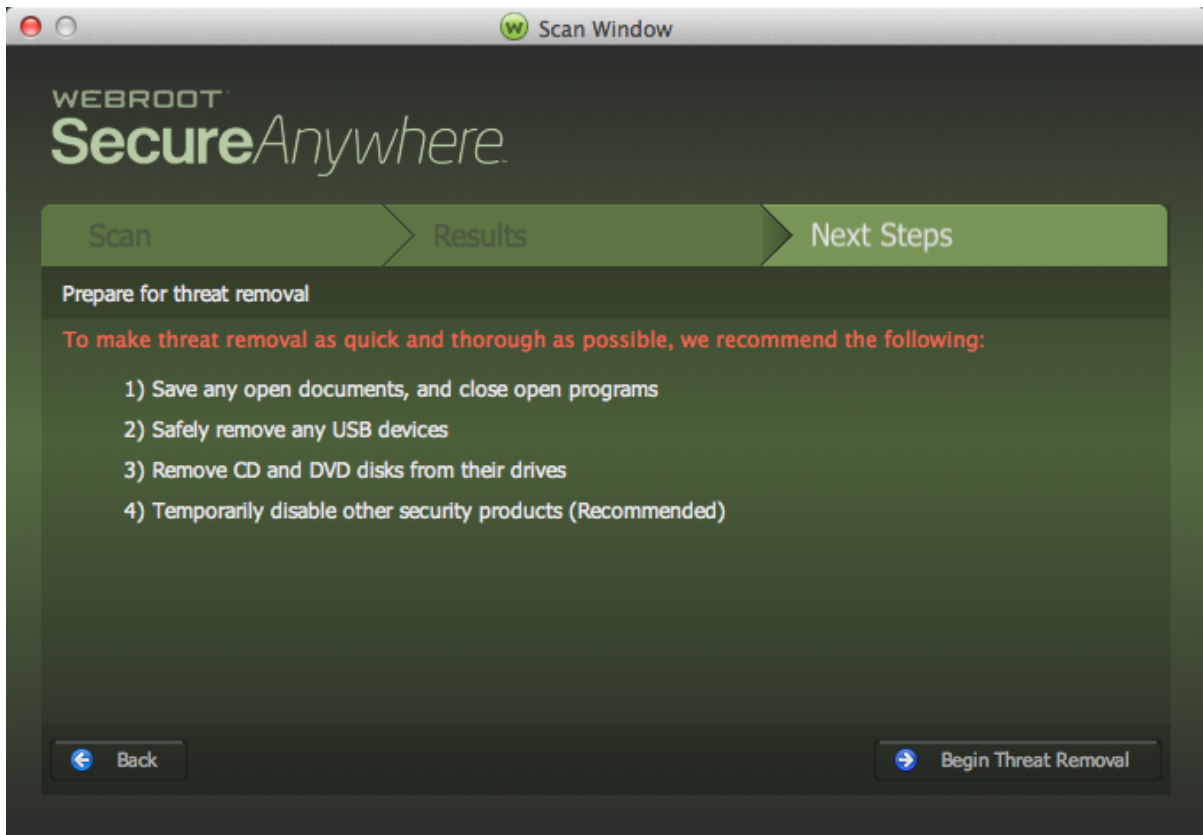 Scan Window
WEBROOT
SecureAnywhere.
Scan Results Next Steps
Prepare for threat removal
To make threat removal as quick and thorough as possible, we recommend the following:
1) Save any open documents, and close open programs
2) Safely remove any USB devices
3) Remove CD and DVD disks from their drives
4) Temporarily disable other security products (Recommended)
Back Begin Threat Removal